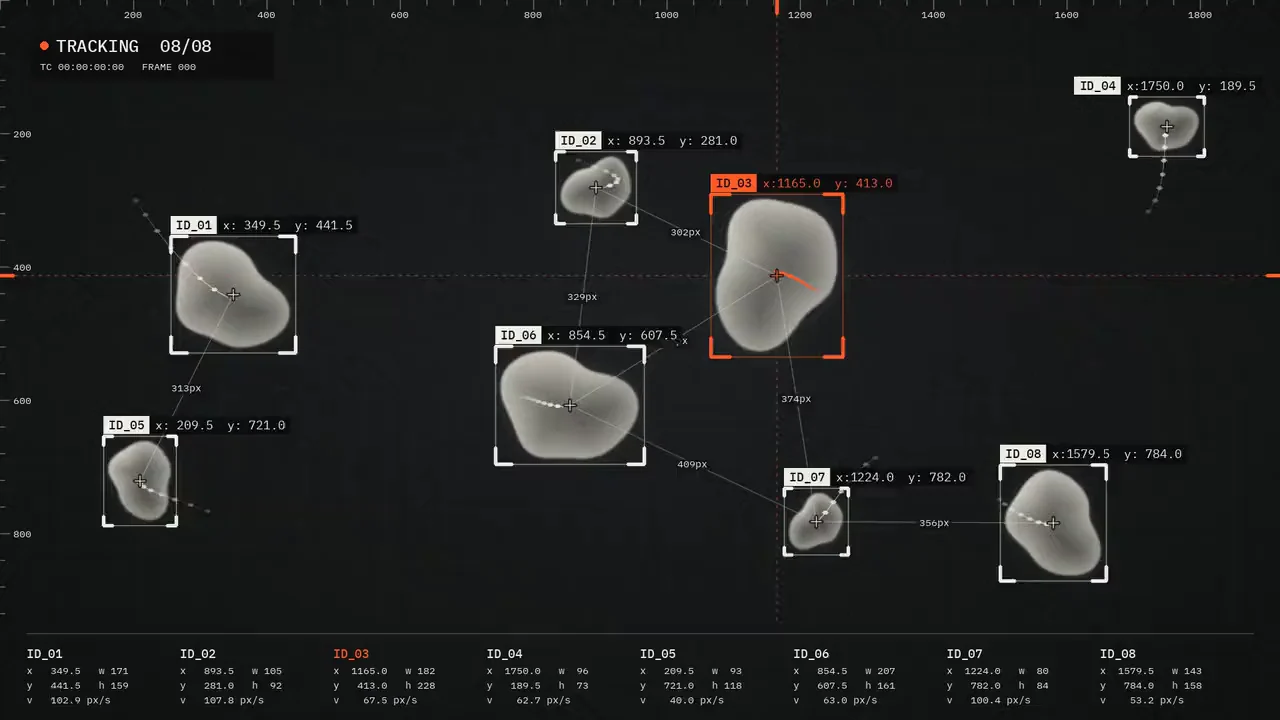 200 400 600 800 1000 1200 1400 1600 1800
TRACKING 08/08
TC 00:00:00:00 FRAME 000
ID_04 x:1750.0 y: 189.5
200
ID_02 x: 893.5 y: 281.0
ID_03 x:1165.0 y: 413.0
ID_01 x: 349.5 y: 441.5
302px
400
329px
ID_06 x: 854.5 y: 607.5
x
313px
600
374px
ID_05 x: 209.5 y: 721.0
ID_08 x:1579.5 y: 784.0
409px
ID_07 x:1224.0 y: 782.0
356px
800
ID_01 ID_02 ID_03 ID_04 ID_05 ID_06 ID_07 ID_08
x 349.5 w 171 x 893.5 w 105 x 1165.0 w 182 x 1750.0 w 96 x 209.5 w 93 x 854.5 w 207 x 1224.0 w 80 x 1579.5 w 143
y 441.5 h 159 y 281.0 h 92 y 413.0 h 228 y 189.5 h 73 y 721.0 h 118 y 607.5 h 161 y 782.0 h 84 y 784.0 h 158
v 102.9 px/s v 107.8 px/s v 67.5 px/s v 62.7 px/s v 40.0 px/s v 63.0 px/s v 100.4 px/s v 53.2 px/s